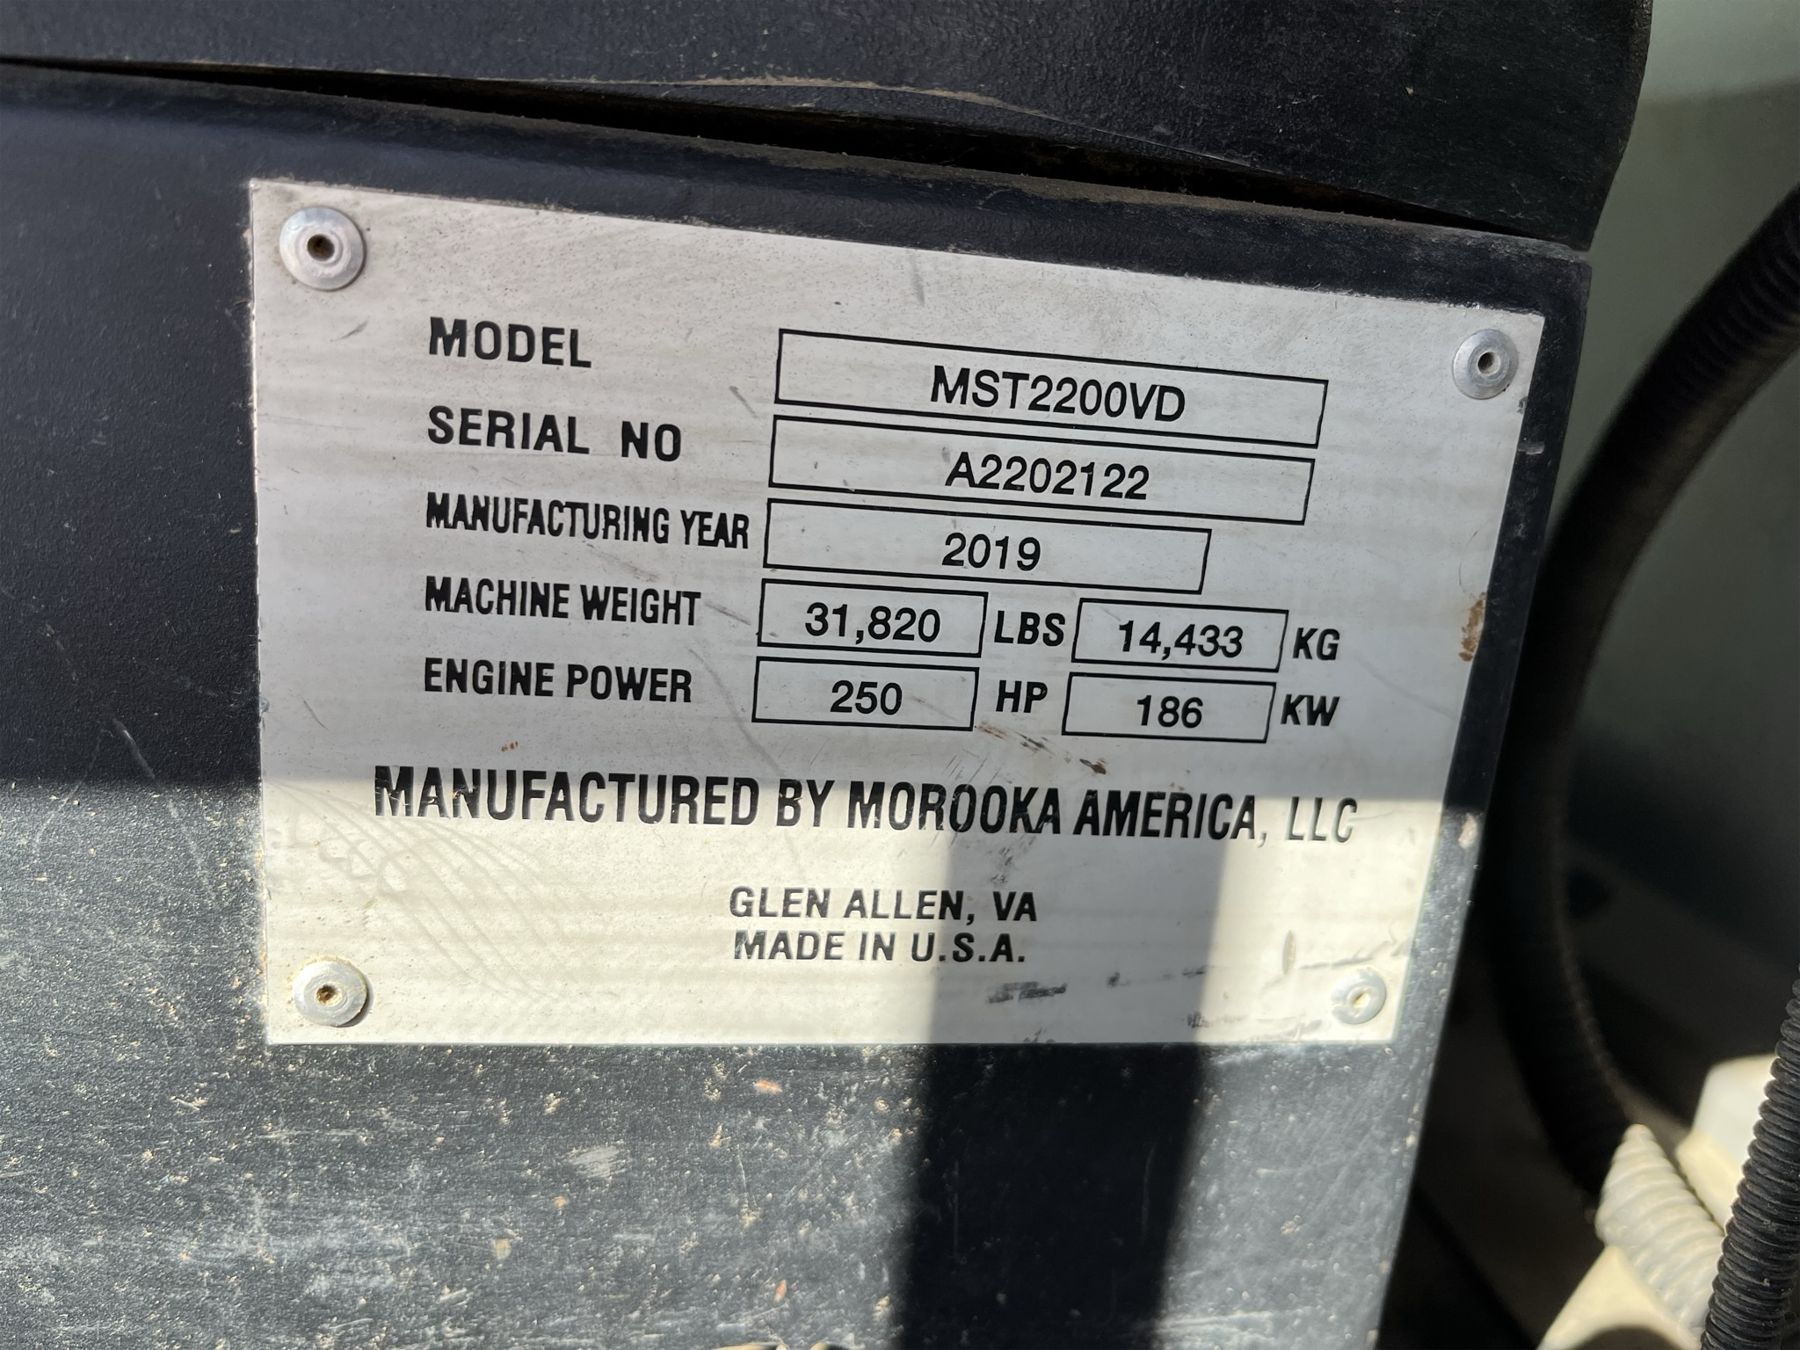 MODEL MST2200VD
SERIAL NO A2202122
MANUFACTURING YEAR 2019
MACHINE WEIGHT 31,820 LBS 14,433 KG
ENGINE POWER 250 HP 186 KW
MANUFACTURED BY MOROOKA AMERICA, LLC
GLEN ALLEN, VA
MADE IN U.S.A.